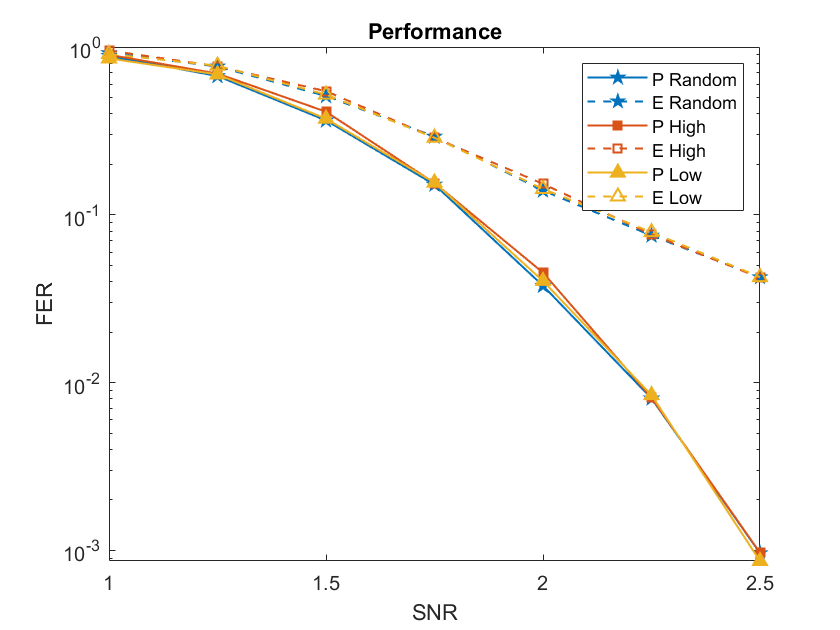 Performance
10^0
10^-1
10^-2
10^-3
FER
P Random
E Random
P High
E High
P Low
E Low
1
1.5
2
2.5
SNR